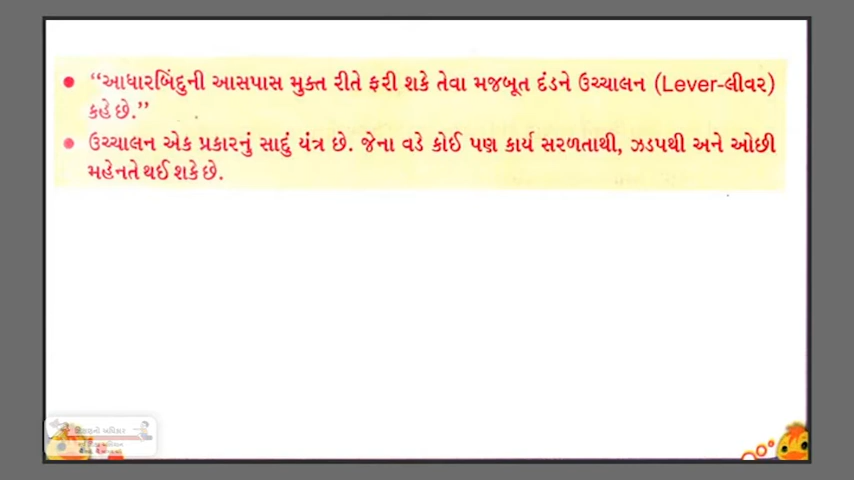 “આધારબિંદુની આસપાસ મુક્ત રીતે ફરી શકે તેવા મજબૂત દંડને ઉચ્ચાલન (Lever-લીવર)
કહે છે.”
ઉચ્ચાલન એક પ્રકારનું સાદું યંત્ર છે. જેના વડે કોઈ પણ કાર્ય સરળતાથી, ઝડપથી અને ઓછી
મહેનતે થઈ શકે છે.